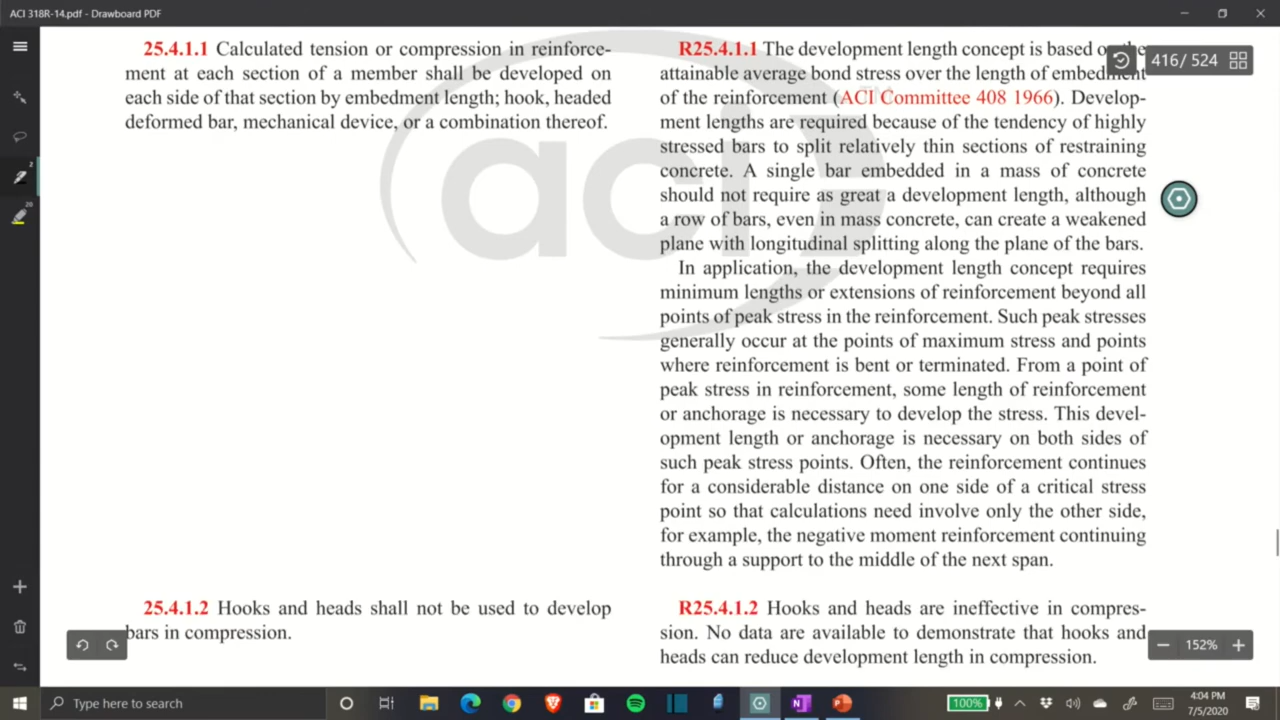 ACI 318R-14.pdf - Drawboard PDF
416/ 524
2
20
25.4.1.1 Calculated tension or compression in reinforce-
ment at each section of a member shall be developed on
each side of that section by embedment length; hook, headed
deformed bar, mechanical device, or a combination thereof.
25.4.1.2 Hooks and heads shall not be used to develop
bars in compression.
R25.4.1.1 The development length concept is based on the
attainable average bond stress over the length of embedment
of the reinforcement (ACI Committee 408 1966). Develop-
ment lengths are required because of the tendency of highly
stressed bars to split relatively thin sections of restraining
concrete. A single bar embedded in a mass of concrete
should not require as great a development length, although
a row of bars, even in mass concrete, can create a weakened
plane with longitudinal splitting along the plane of the bars.
In application, the development length concept requires
minimum lengths or extensions of reinforcement beyond all
points of peak stress in the reinforcement. Such peak stresses
generally occur at the points of maximum stress and points
where reinforcement is bent or terminated. From a point of
peak stress in reinforcement, some length of reinforcement
or anchorage is necessary to develop the stress. This devel-
opment length or anchorage is necessary on both sides of
such peak stress points. Often, the reinforcement continues
for a considerable distance on one side of a critical stress
point so that calculations need involve only the other side,
for example, the negative moment reinforcement continuing
through a support to the middle of the next span.
R25.4.1.2 Hooks and heads are ineffective in compres-
sion. No data are available to demonstrate that hooks and
heads can reduce development length in compression.
aci
152%
Type here to search
100%
4:04 PM
7/5/2020